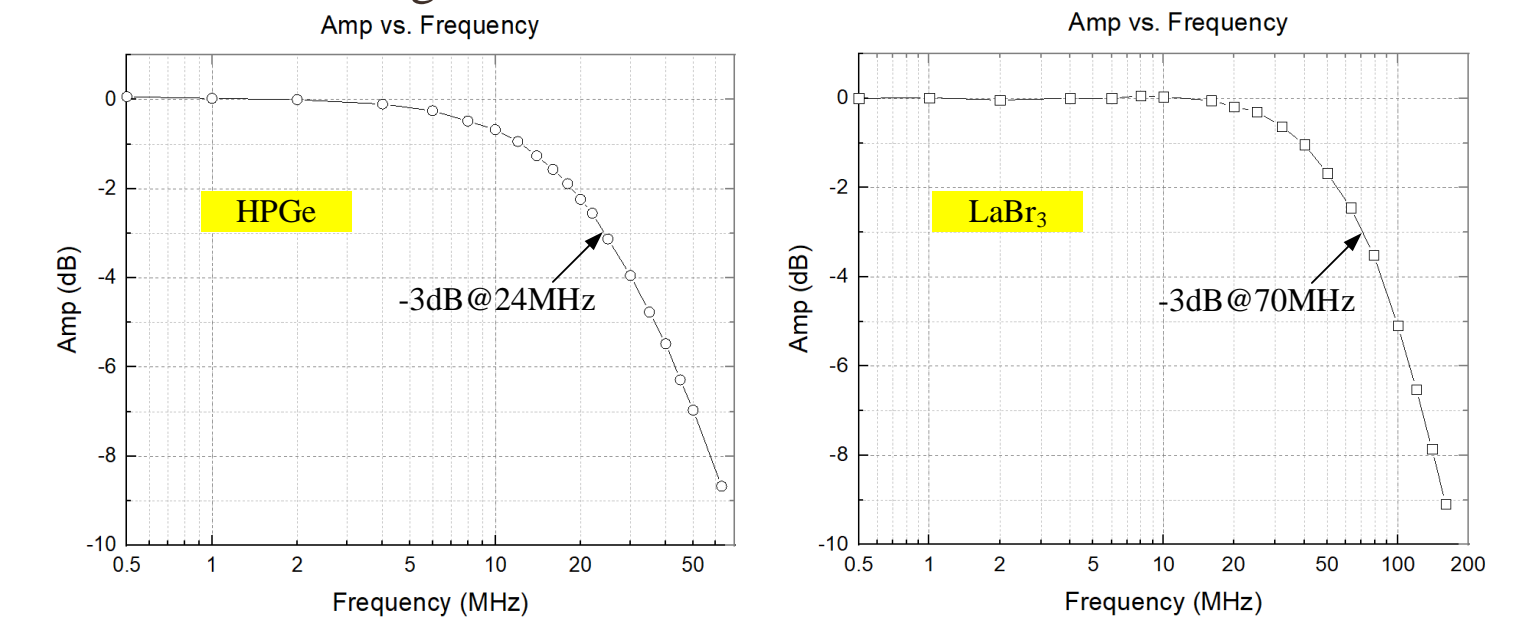 Amp vs. Frequency
0
-2
-4
-6
-8
-10
Amp (dB)
HPGe
-3dB@24MHz
0.5 1 2 5 10 20 50
Frequency (MHz)
Amp vs. Frequency
0
-2
-4
-6
-8
-10
Amp (dB)
LaBr₃
-3dB@70MHz
0.5 1 2 5 10 20 50 100 200
Frequency (MHz)